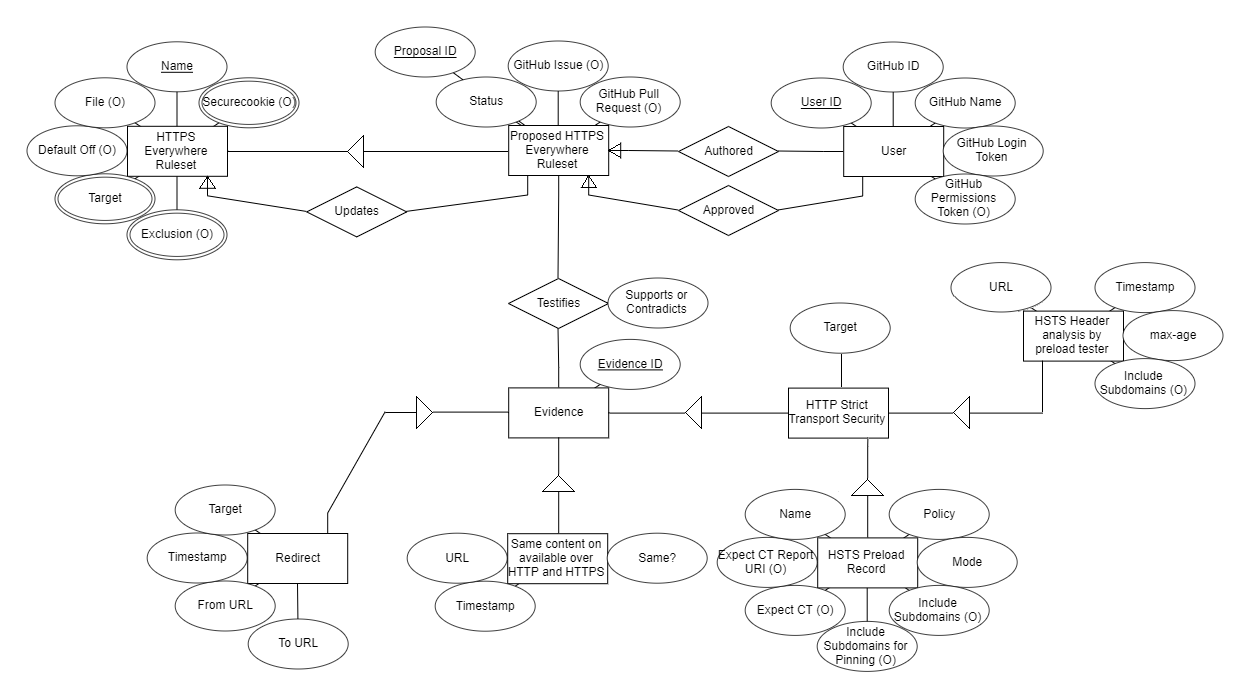 Name
File (O)
Securecookie (O)
Default Off (O)
HTTPS
Everywhere
Ruleset
Target
Exclusion (O)
Updates
Proposal ID
Status
GitHub Issue (O)
GitHub Pull
Request (O)
Proposed HTTPS
Everywhere
Ruleset
Authored
Approved
GitHub ID
User ID
GitHub Name
User
GitHub Login
Token
GitHub
Permissions
Token (O)
Testifies
Supports or
Contradicts
Evidence ID
Evidence
Target
HTTP Strict
Transport Security
URL
Timestamp
HSTS Header
analysis by
preload tester
max-age
Include
Subdomains (O)
Target
Timestamp
Redirect
From URL
To URL
URL
Same content on
available over
HTTP and HTTPS
Same?
Timestamp
Name
Policy
Expect CT Report
URI (O)
HSTS Preload
Record
Mode
Expect CT (O)
Include
Subdomains (O)
Include
Subdomains for
Pinning (O)